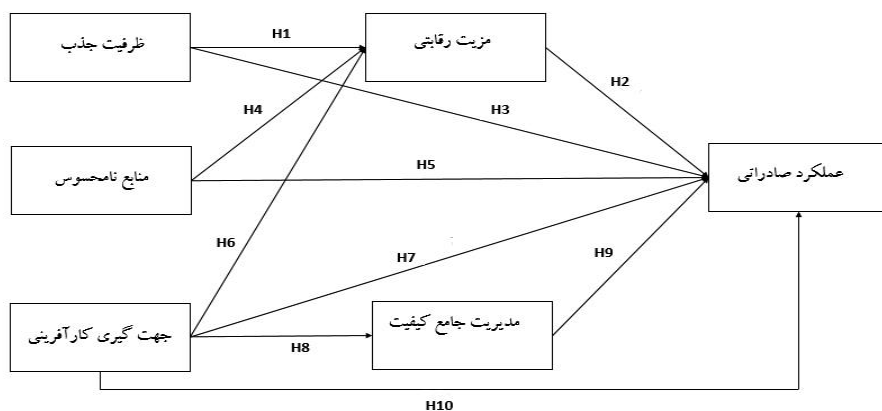 H1
ظرفیت جذب
مزیت رقابتی
H2
H4
H3
منابع نامحسوس
H5
عملکرد صادراتی
H6
H7
H9
جهت گیری کارآفرینی
مدیریت جامع کیفیت
H8
H10